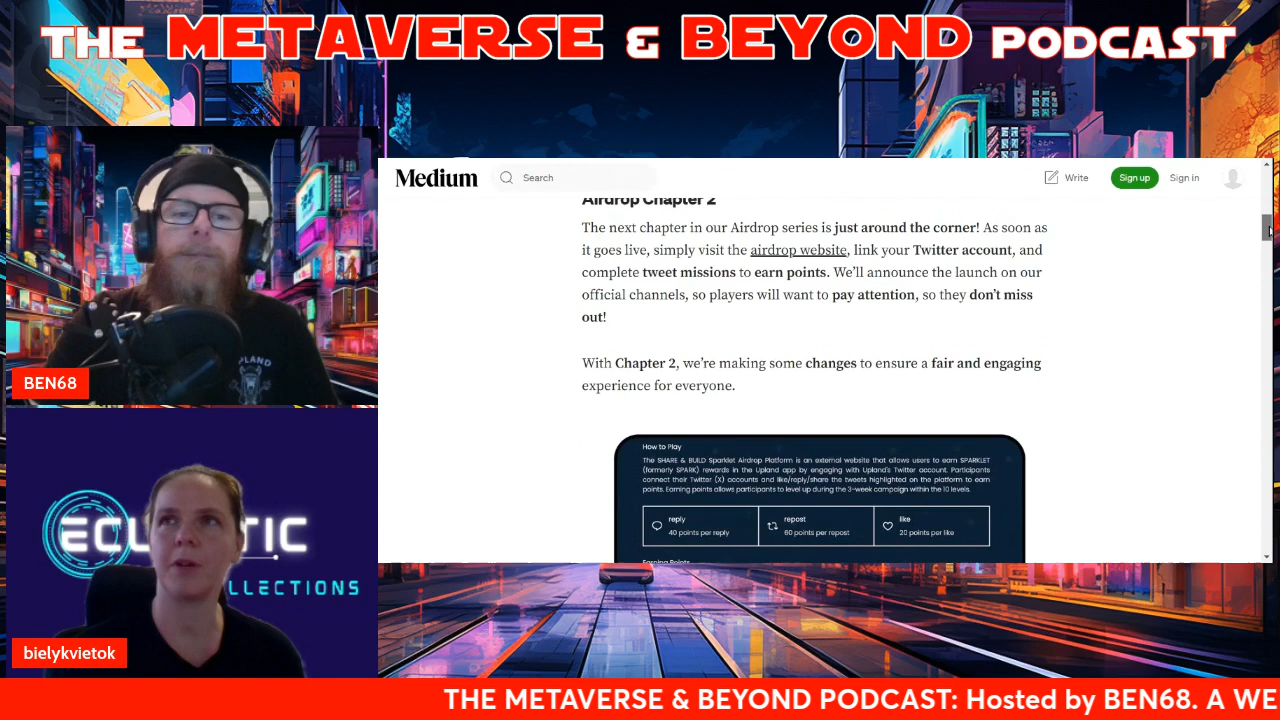 THE METAVERSE & BEYOND PODCAST
Medium
Search
Write
Sign up
Sign in
Airdrop Chapter 2
The next chapter in our Airdrop series is just around the corner! As soon as
it goes live, simply visit the airdrop website, link your Twitter account, and
complete tweet missions to earn points. We'll announce the launch on our
official channels, so players will want to pay attention, so they don't miss
out!
With Chapter 2, we're making some changes to ensure a fair and engaging
experience for everyone.
How to Play
The SHARE & BUILD Sparklet Airdrop Platform is an external website that allows users to earn SPARKLET
(formerly SPARK) rewards in the Upland app by engaging with Upland's Twitter account. Participants
connect their Twitter (X) accounts and like/reply/share the tweets highlighted on the platform to earn
points. Earning points allows participants to level up during the 3-week campaign within the 10 levels.
reply
40 points per reply
repost
60 points per repost
like
20 points per like
Earning Points
PLAND
BEN68
ECL
TIC
LLECTIONS
bielykvietok
THE METAVERSE & BEYOND PODCAST: Hosted by BEN68. A WE